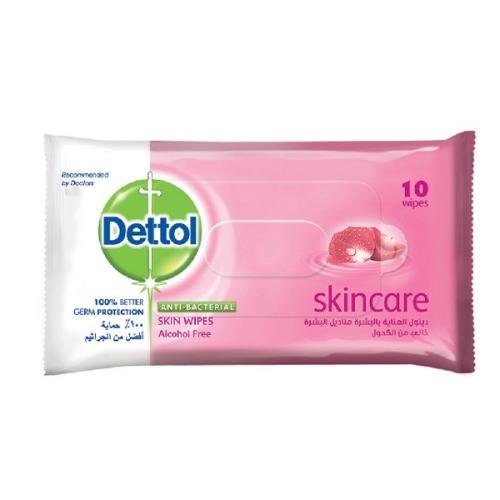 Recommended
by Doctors
Dettol
100% BETTER
GERM PROTECTION
٪١٠٠ حماية
أفضل من الجراثيم
ANTI-BACTERIAL
SKIN WIPES
Alcohol Free
10
wipes
skincare
ديتول العناية بالبشرة مناديل البشرة
خالي من الكحول